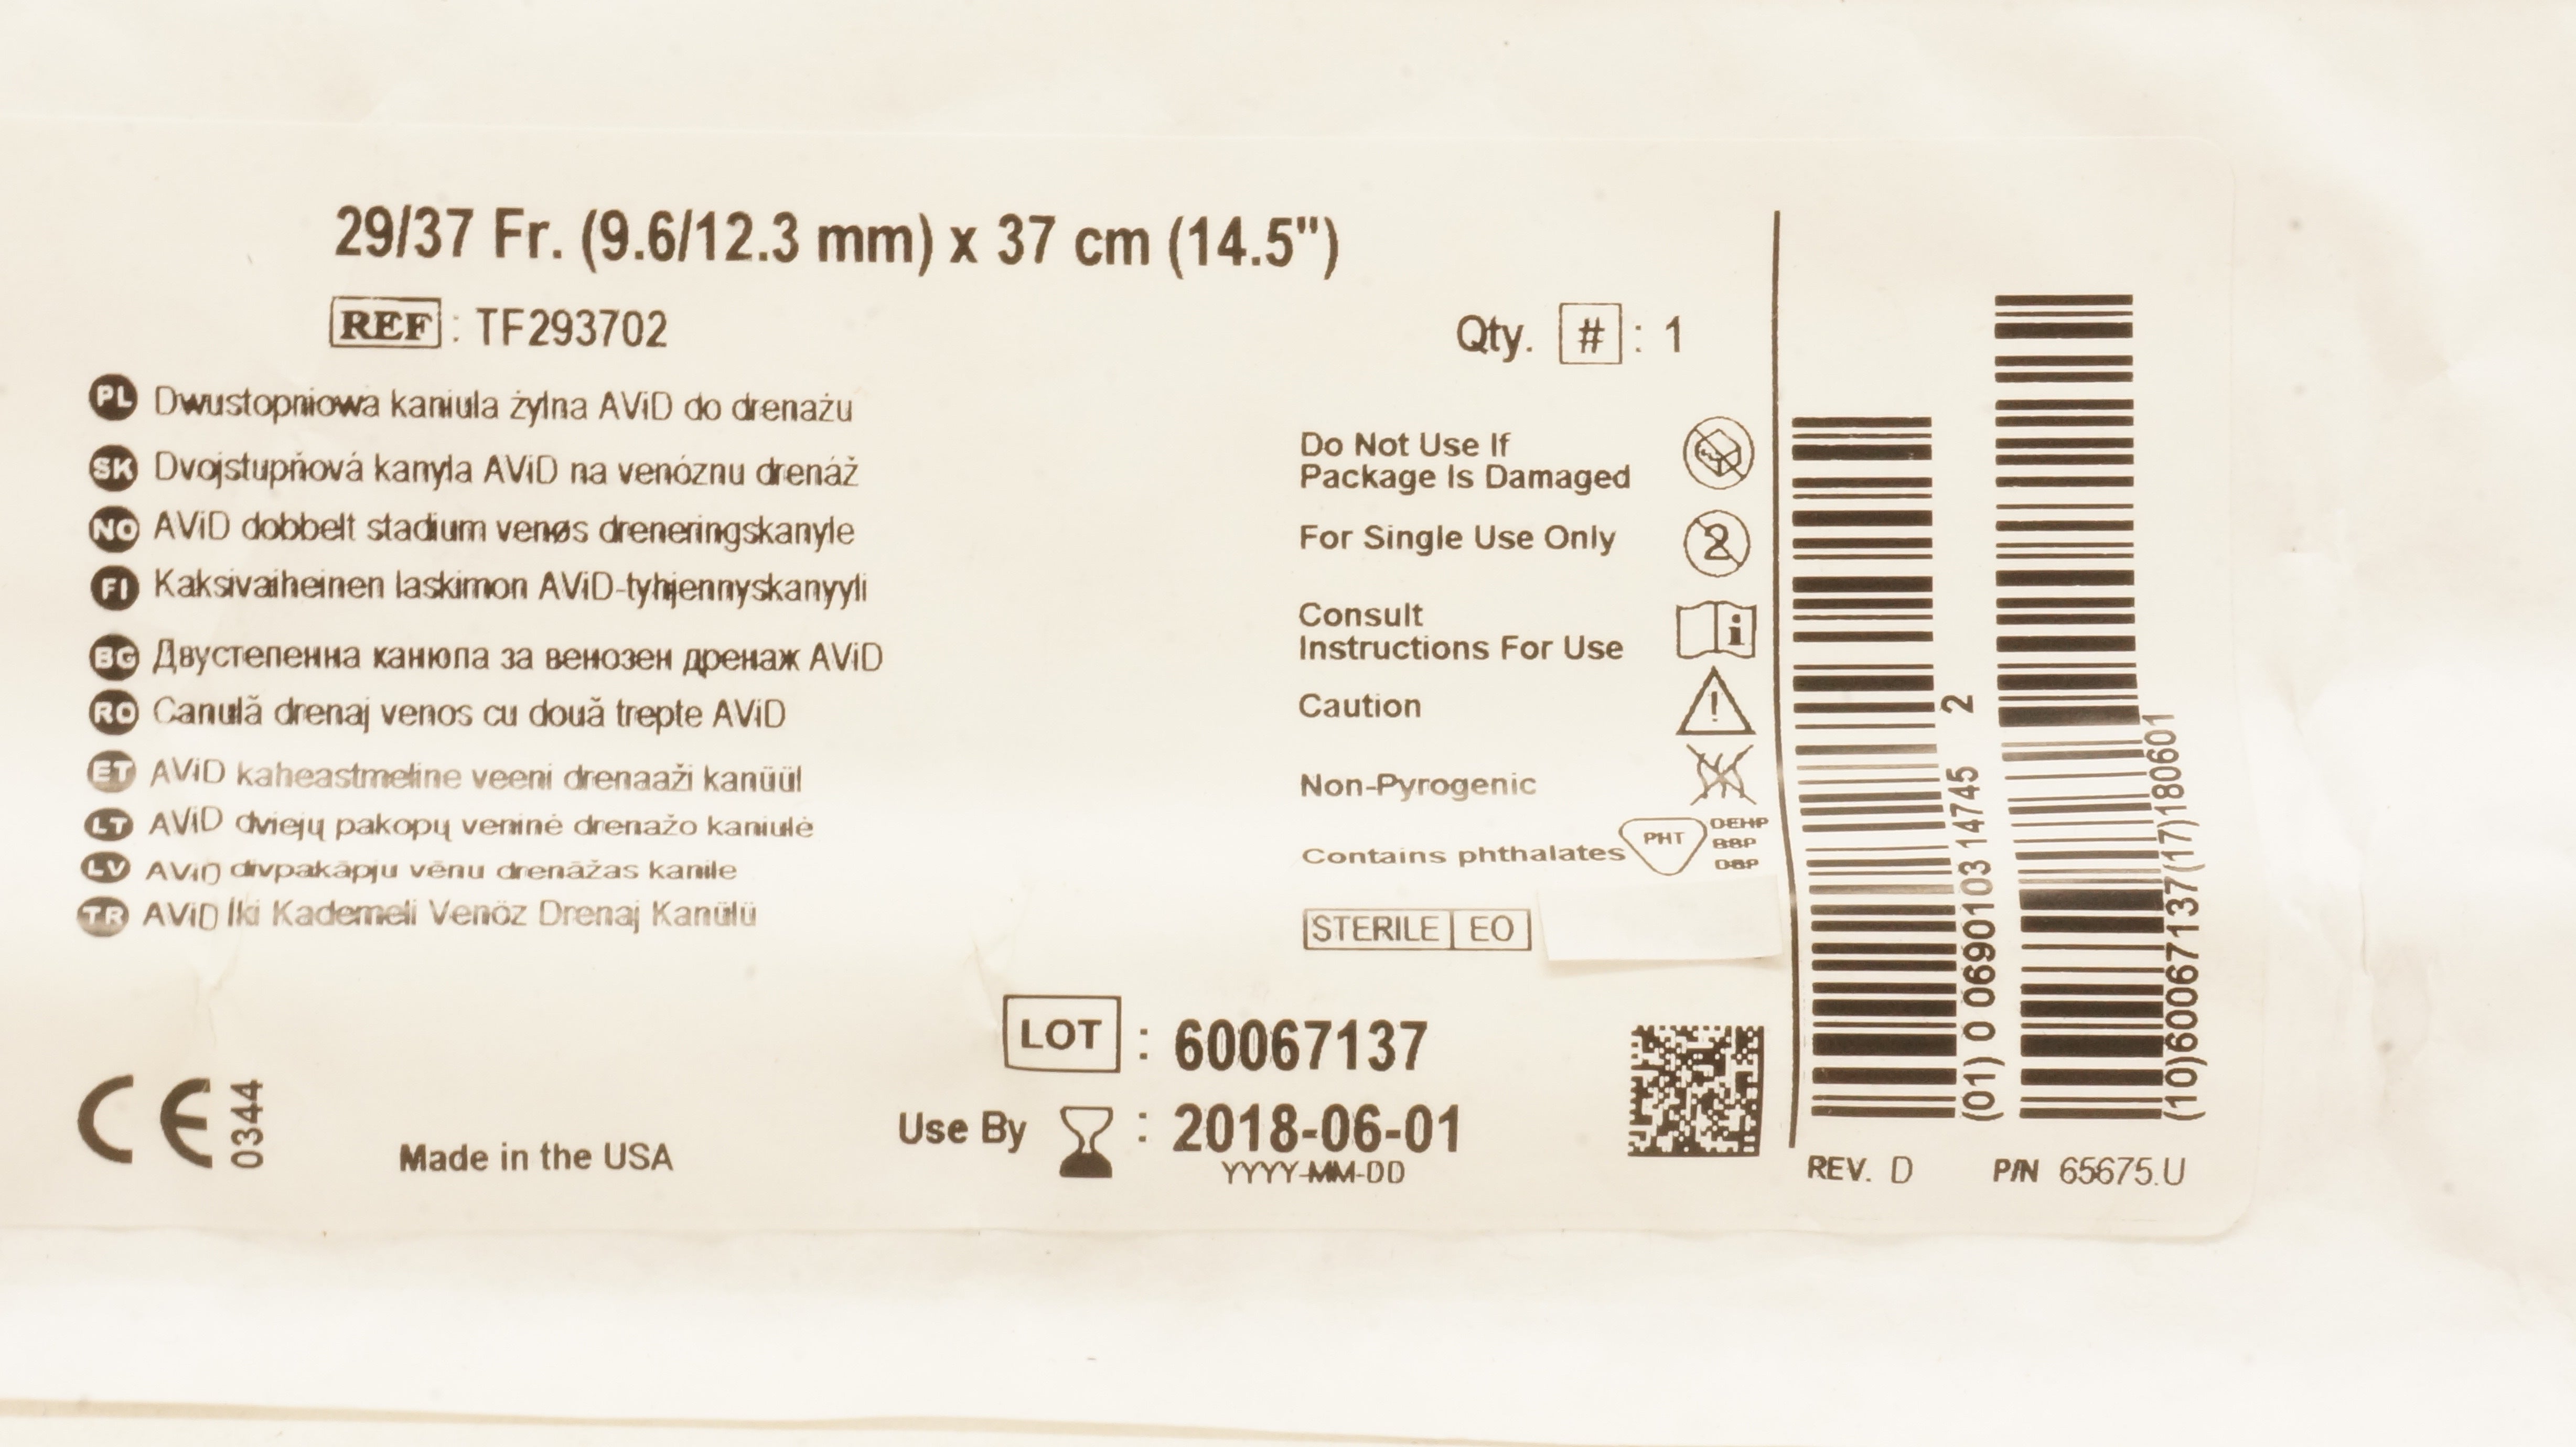 29/37 Fr. (9.6/12.3 mm) x 37 cm (14.5")
REF : TF293702
Qty. # : 1
PL Dwustopniowa kaniula żylna AViD do drenażu
SK Dvojstupňová kanyla AViD na venóznu drenáž
NO AViD dobbelt stadium venøs dreneringskanyle
FI Kaksivaiheinen laskimon AViD-tyhjennyskanyyli
BG Двустепенна канюла за венозен дренаж AViD
RO Canulă drenaj venos cu două trepte AViD
ET AViD kaheastmeline veeni drenaaži kanüül
LT AViD dviejų pakopų veninė drenažo kaniulė
LV AViD divpakāpju vēnu drenāžas kanile
TR AViD İki Kademeli Venöz Drenaj Kanülü
Do Not Use If
Package Is Damaged
For Single Use Only 2
Consult
Instructions For Use i
Caution !
Non-Pyrogenic
Contains phthalates PHT
DEHP
BBP
DBP
STERILE EO
LOT : 60067137
Use By : 2018-06-01
YYYY-MM-DD
CE 0344
Made in the USA
(01) 0 0690103 14745 2
(10)60067137(17)180601
REV. D
P/N 65675.U